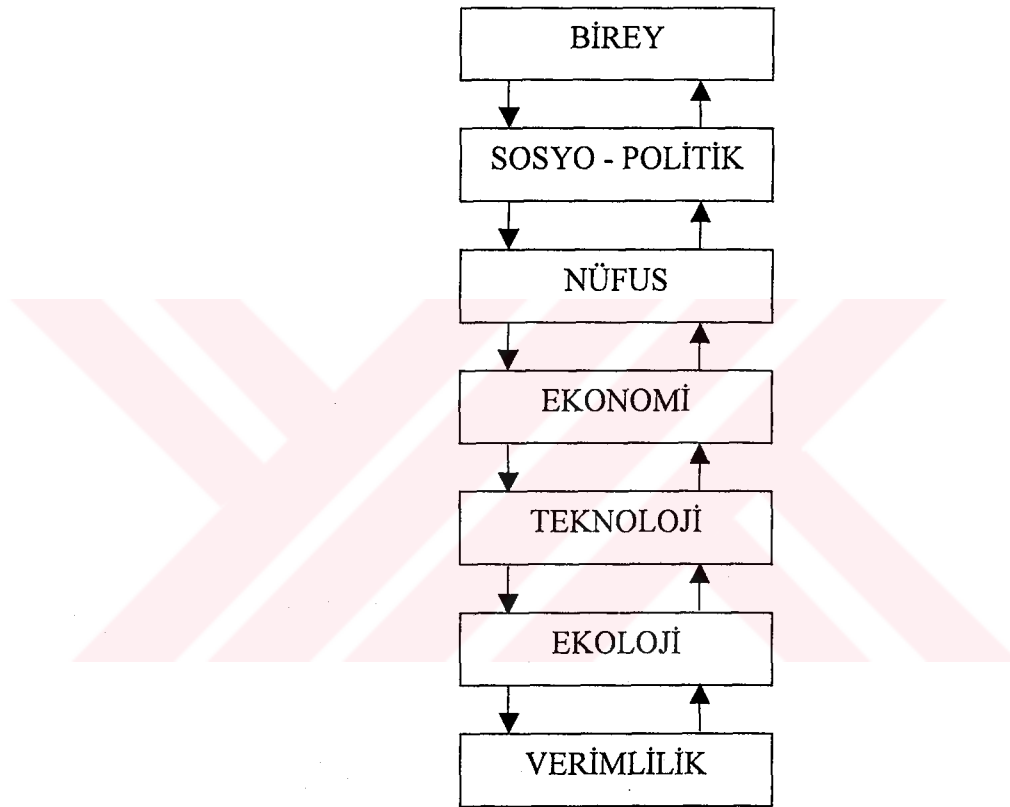 BİREY
SOSYO - POLİTİK
NÜFUS
EKONOMİ
TEKNOLOJİ
EKOLOJİ
VERİMLİLİK